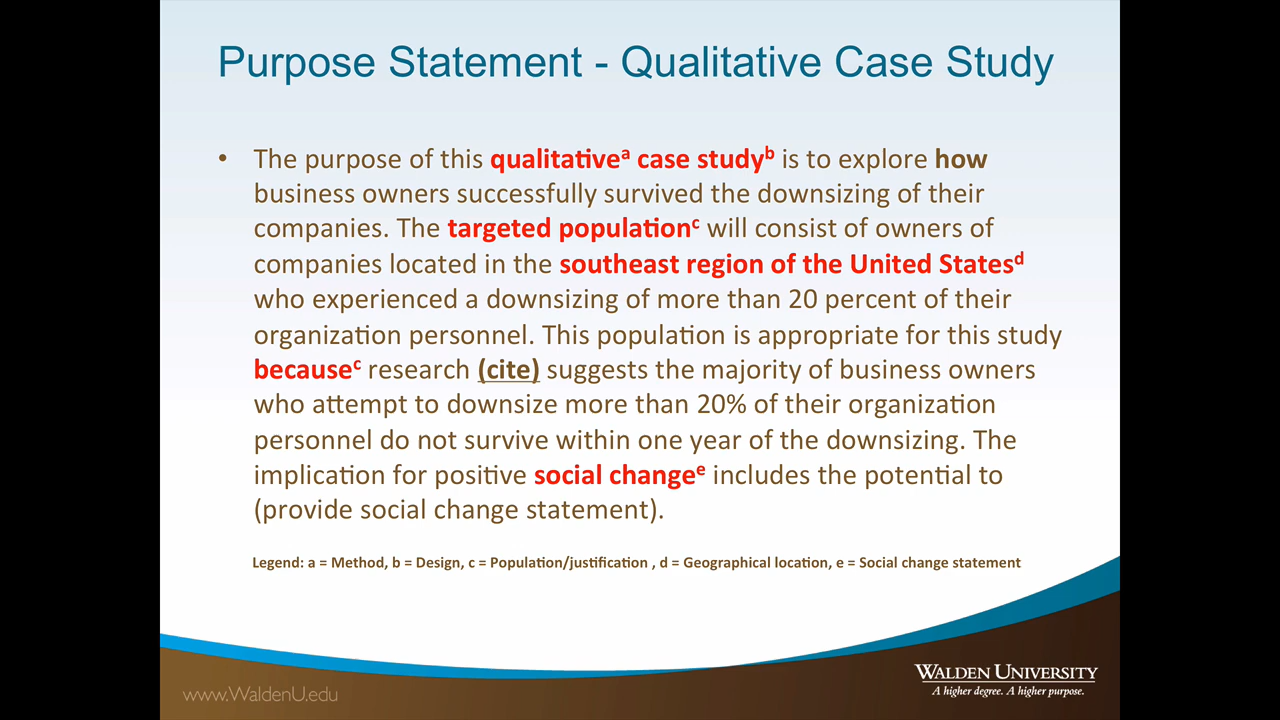 Purpose Statement - Qualitative Case Study
• The purpose of this qualitativeᵃ case studyᵇ is to explore how
business owners successfully survived the downsizing of their
companies. The targeted populationᶜ will consist of owners of
companies located in the southeast region of the United Statesᵈ
who experienced a downsizing of more than 20 percent of their
organization personnel. This population is appropriate for this study
becauseᶜ research (cite) suggests the majority of business owners
who attempt to downsize more than 20% of their organization
personnel do not survive within one year of the downsizing. The
implication for positive social changeᵉ includes the potential to
(provide social change statement).
Legend: a = Method, b = Design, c = Population/justification , d = Geographical location, e = Social change statement
WALDEN UNIVERSITY
A higher degree. A higher purpose.
www.WaldenU.edu